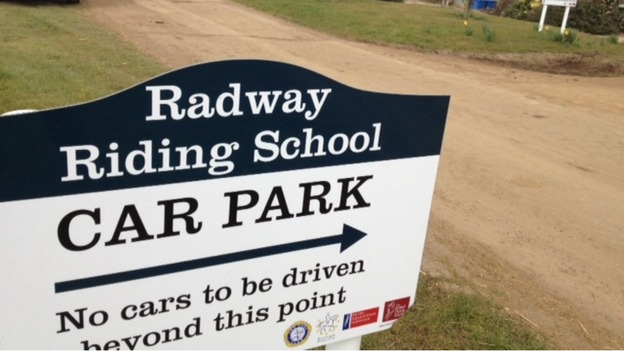 Radway
Riding School
CAR PARK
No cars to be driven
beyond this point